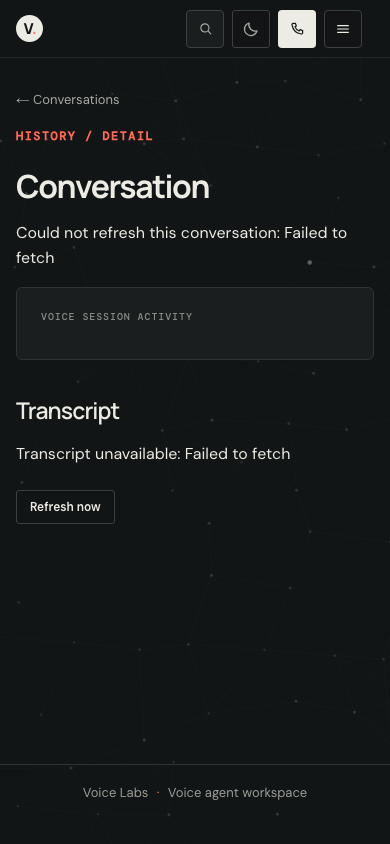 V.
← Conversations
HISTORY / DETAIL
Conversation
Could not refresh this conversation: Failed to
fetch
VOICE SESSION ACTIVITY
Transcript
Transcript unavailable: Failed to fetch
Refresh now
Voice Labs · Voice agent workspace